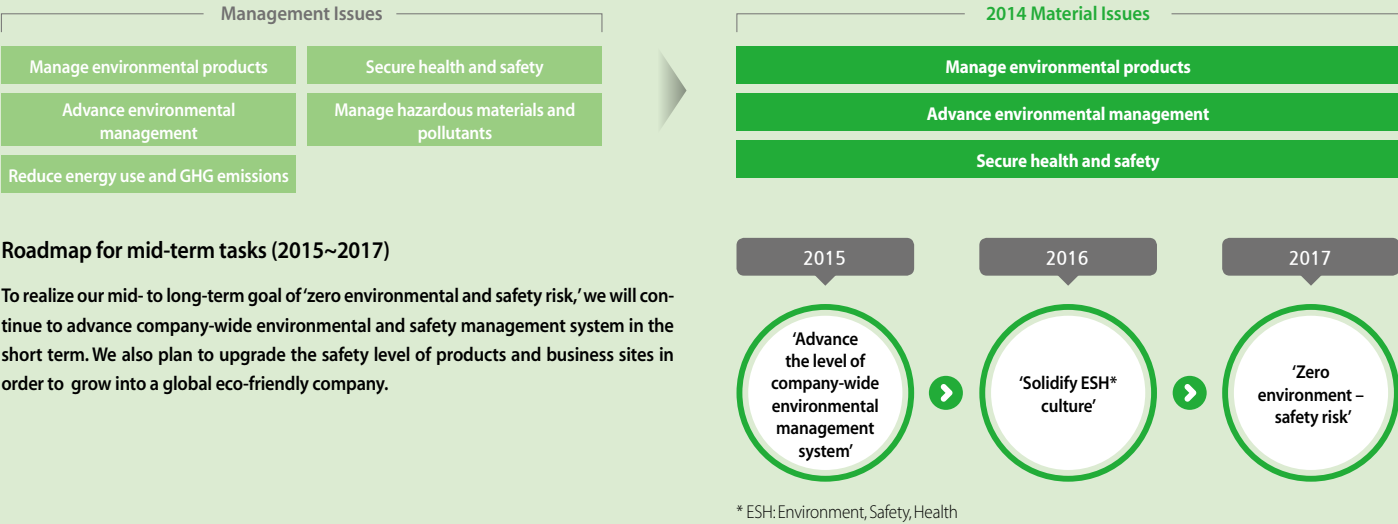 Management Issues
Manage environmental products
Secure health and safety
Advance environmental
management
Manage hazardous materials and
pollutants
Reduce energy use and GHG emissions
2014 Material Issues
Manage environmental products
Advance environmental management
Secure health and safety
Roadmap for mid-term tasks (2015~2017)
To realize our mid- to long-term goal of ‘zero environmental and safety risk,’ we will con-
tinue to advance company-wide environmental and safety management system in the
short term. We also plan to upgrade the safety level of products and business sites in
order to grow into a global eco-friendly company.
2015
‘Advance
the level of
company-wide
environmental
management
system’
2016
‘Solidify ESH*
culture’
2017
‘Zero
environment –
safety risk’
* ESH: Environment, Safety, Health